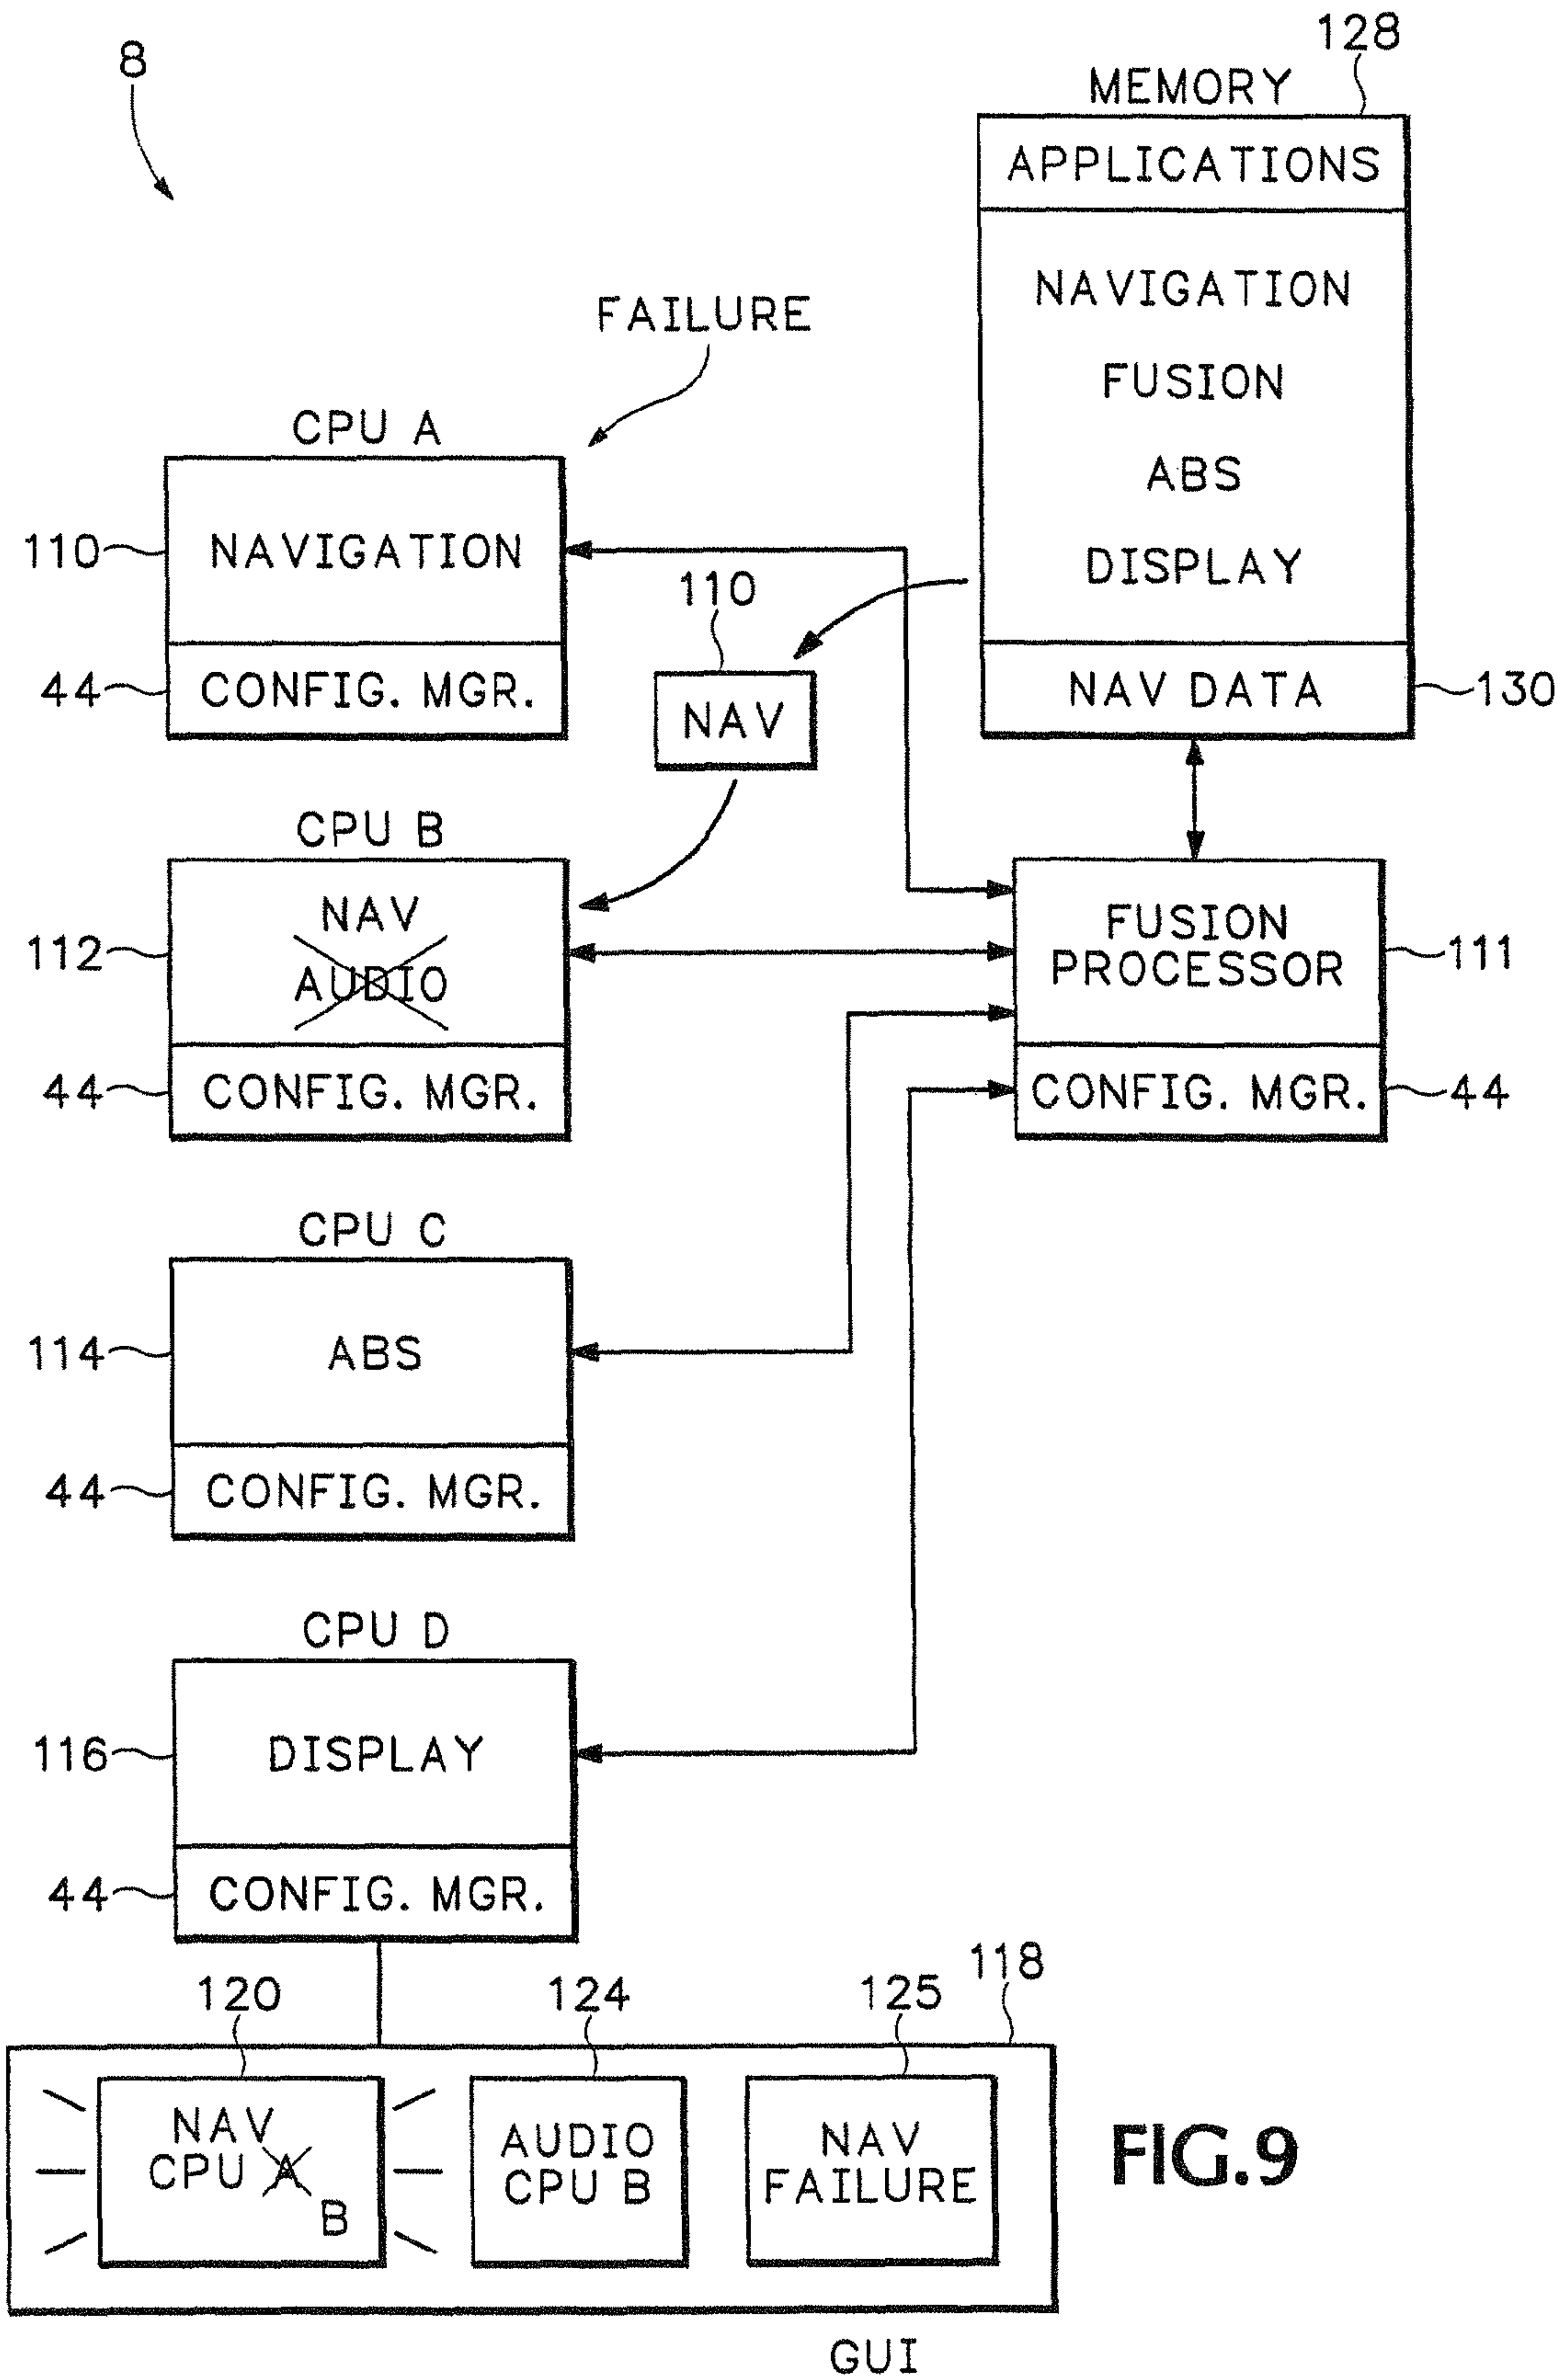 8
128
MEMORY
APPLICATIONS
NAVIGATION
FUSION
ABS
DISPLAY
NAV DATA
130
FAILURE
CPU A
110
NAVIGATION
44
CONFIG. MGR.
110
NAV
CPU B
112
NAV
AUDIO
44
CONFIG. MGR.
FUSION
PROCESSOR
111
CONFIG. MGR.
44
CPU C
114
ABS
44
CONFIG. MGR.
CPU D
116
DISPLAY
44
CONFIG. MGR.
118
120
NAV
CPU A
B
124
AUDIO
CPU B
125
NAV
FAILURE
GUI
FIG.9